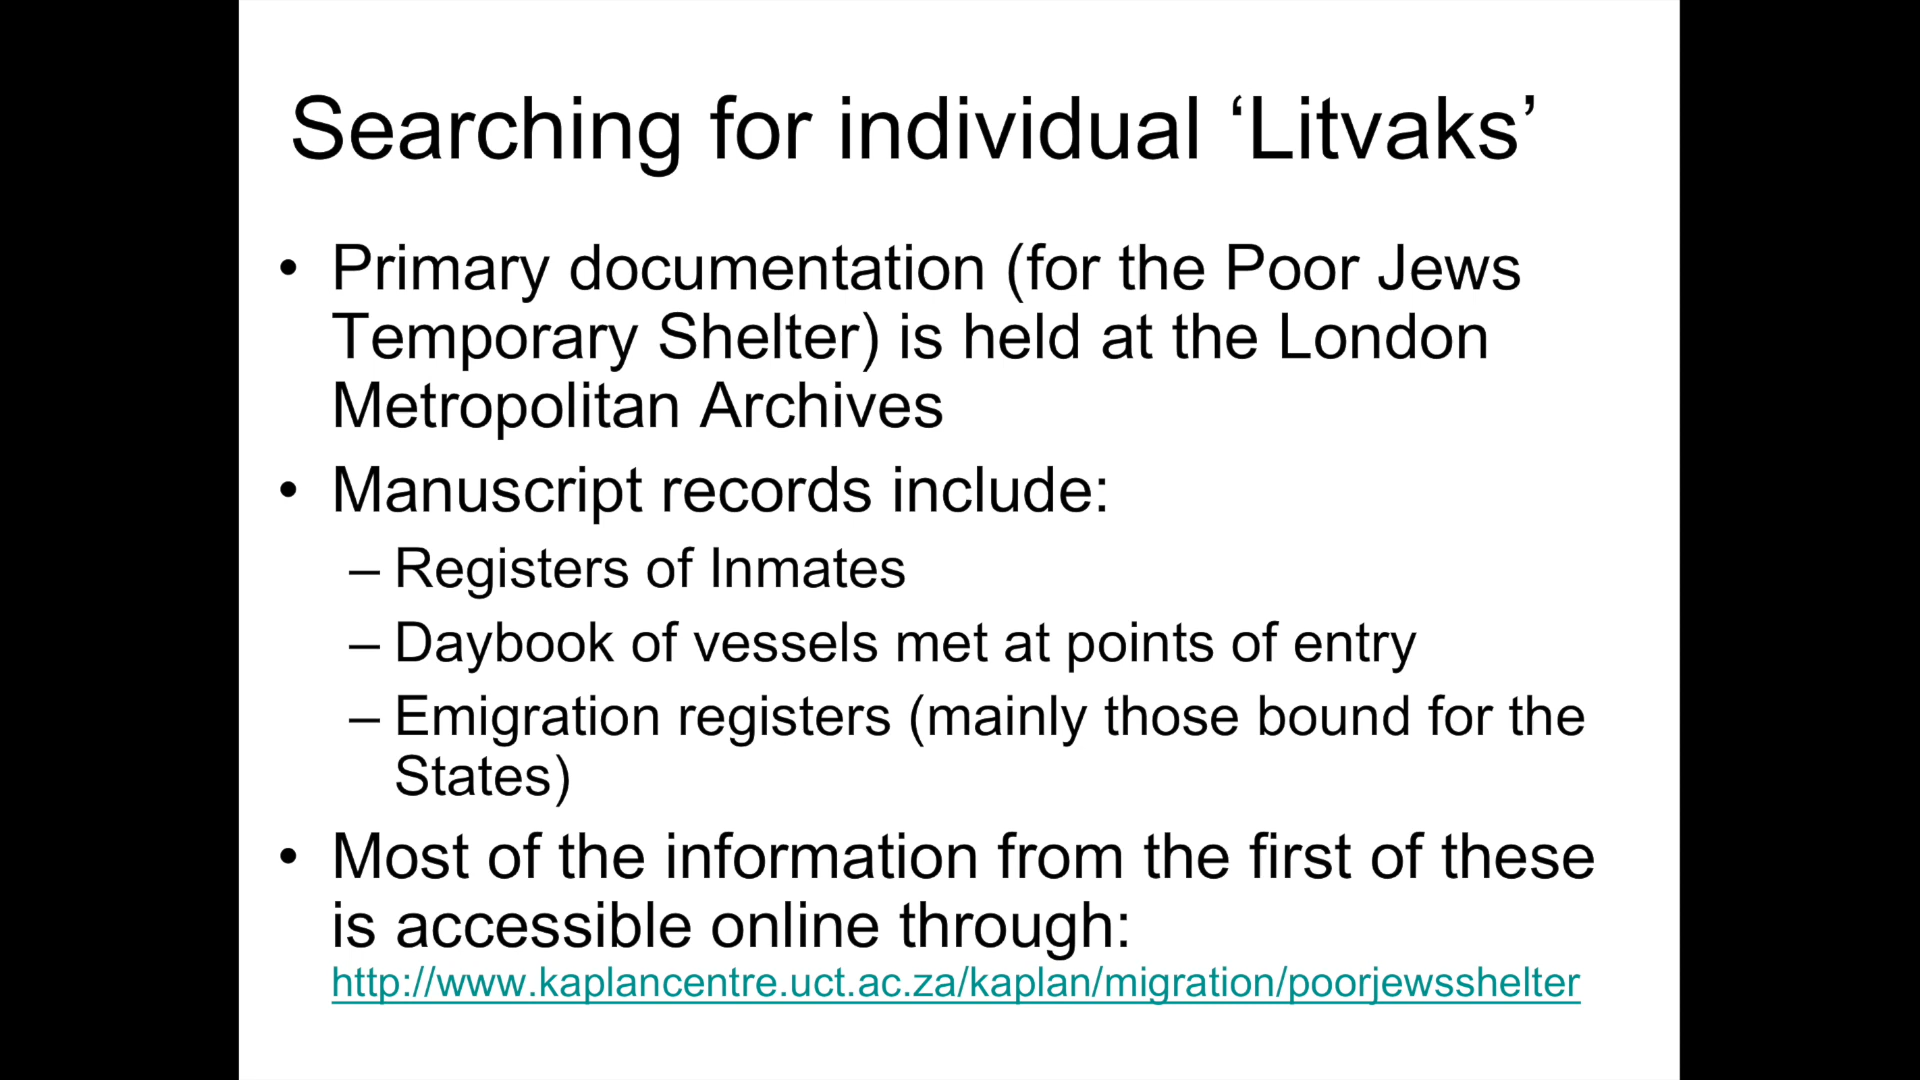 Searching for individual ‘Litvaks’
• Primary documentation (for the Poor Jews
Temporary Shelter) is held at the London
Metropolitan Archives
• Manuscript records include:
– Registers of Inmates
– Daybook of vessels met at points of entry
– Emigration registers (mainly those bound for the
States)
• Most of the information from the first of these
is accessible online through:
http://www.kaplancentre.uct.ac.za/kaplan/migration/poorjewsshelter